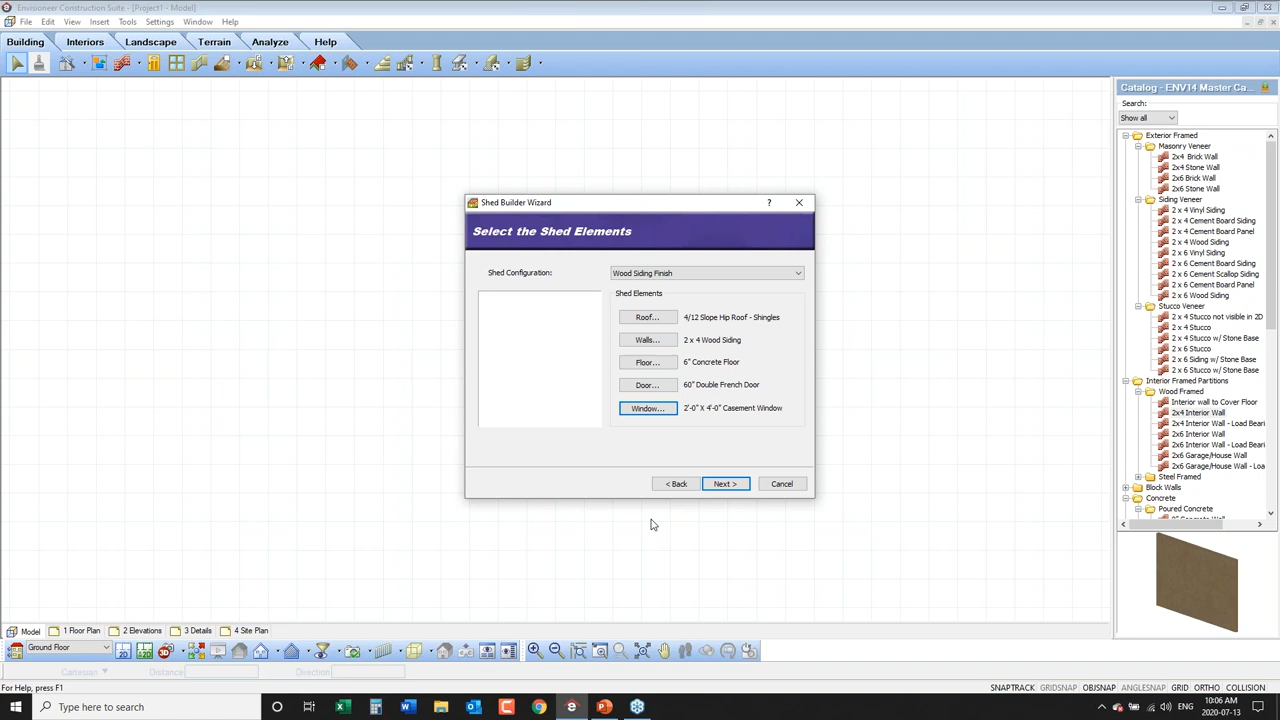 Envisioneer Construction Suite - [Project1 - Model]
File Edit View Insert Tools Settings Window Help
Building Interiors Landscape Terrain Analyze Help
Catalog - ENV14 Master Ca...
Search:
Show all
Exterior Framed
Masonry Veneer
2x4 Brick Wall
2x4 Stone Wall
2x6 Brick Wall
2x6 Stone Wall
Siding Veneer
2 x 4 Vinyl Siding
2 x 4 Cement Board Siding
2 x 4 Cement Board Panel
2 x 4 Wood Siding
2 x 6 Vinyl Siding
2 x 6 Cement Board Siding
2 x 6 Cement Scallop Siding
2 x 6 Cement Board Panel
2 x 6 Wood Siding
Stucco Veneer
2 x 4 Stucco not visible in 2D
2 x 4 Stucco
2 x 4 Stucco w/ Stone Base
2 x 6 Stucco
2 x 6 Siding w/ Stone Base
2 x 6 Stucco w/ Stone Base
Interior Framed Partitions
Wood Framed
Interior wall to Cover Floor
2x4 Interior Wall
2x4 Interior Wall - Load Beari
2x6 Interior Wall
2x6 Interior Wall - Load Beari
2x6 Garage/House Wall
2x6 Garage/House Wall - Loa
Steel Framed
Block Walls
Concrete
Poured Concrete
Shed Builder Wizard
?
Select the Shed Elements
Shed Configuration:
Wood Siding Finish
Shed Elements
Roof... 4/12 Slope Hip Roof - Shingles
Walls... 2 x 4 Wood Siding
Floor... 6" Concrete Floor
Door... 60" Double French Door
Window... 2'-0" X 4'-0" Casement Window
< Back Next > Cancel
Model 1 Floor Plan 2 Elevations 3 Details 4 Site Plan
Ground Floor
2D 3D
Cartesian Distance Direction
For Help, press F1
SNAPTRACK GRIDSNAP OBJSNAP ANGLESNAP GRID ORTHO COLLISION
Type here to search
ENG
10:06 AM
2020-07-13